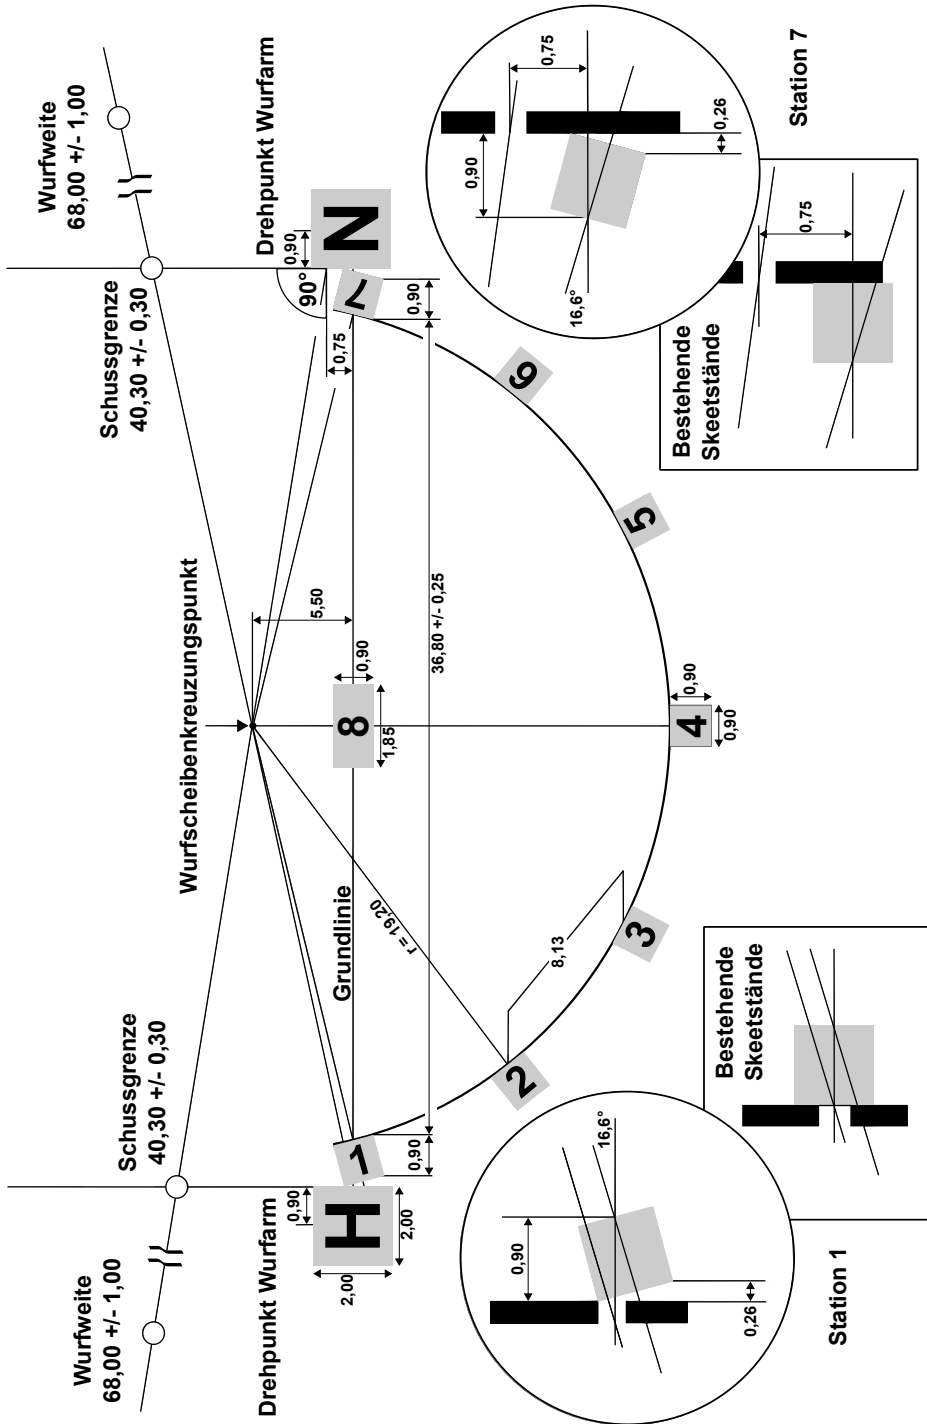 Wurfweite
68,00 +/- 1,00
Schussgrenze
40,30 +/- 0,30
Wurfscheibenkreuzungspunkt
Schussgrenze
40,30 +/- 0,30
Wurfweite
68,00 +/- 1,00
Drehpunkt Wurfarm
0,90
H
2,00
2,00
Grundlinie
r = 19,20
5,50
8
0,90
1,85
90°
0,75
Drehpunkt Wurfarm
0,90
N
1
0,90
36,80 +/- 0,25
7
0,90
2
8,13
3
4
0,90
0,90
5
6
16,6°
0,90
0,26
Station 1
Bestehende
Skeetstände
0,90
0,75
0,26
16,6°
Station 7
Bestehende
Skeetstände
0,75